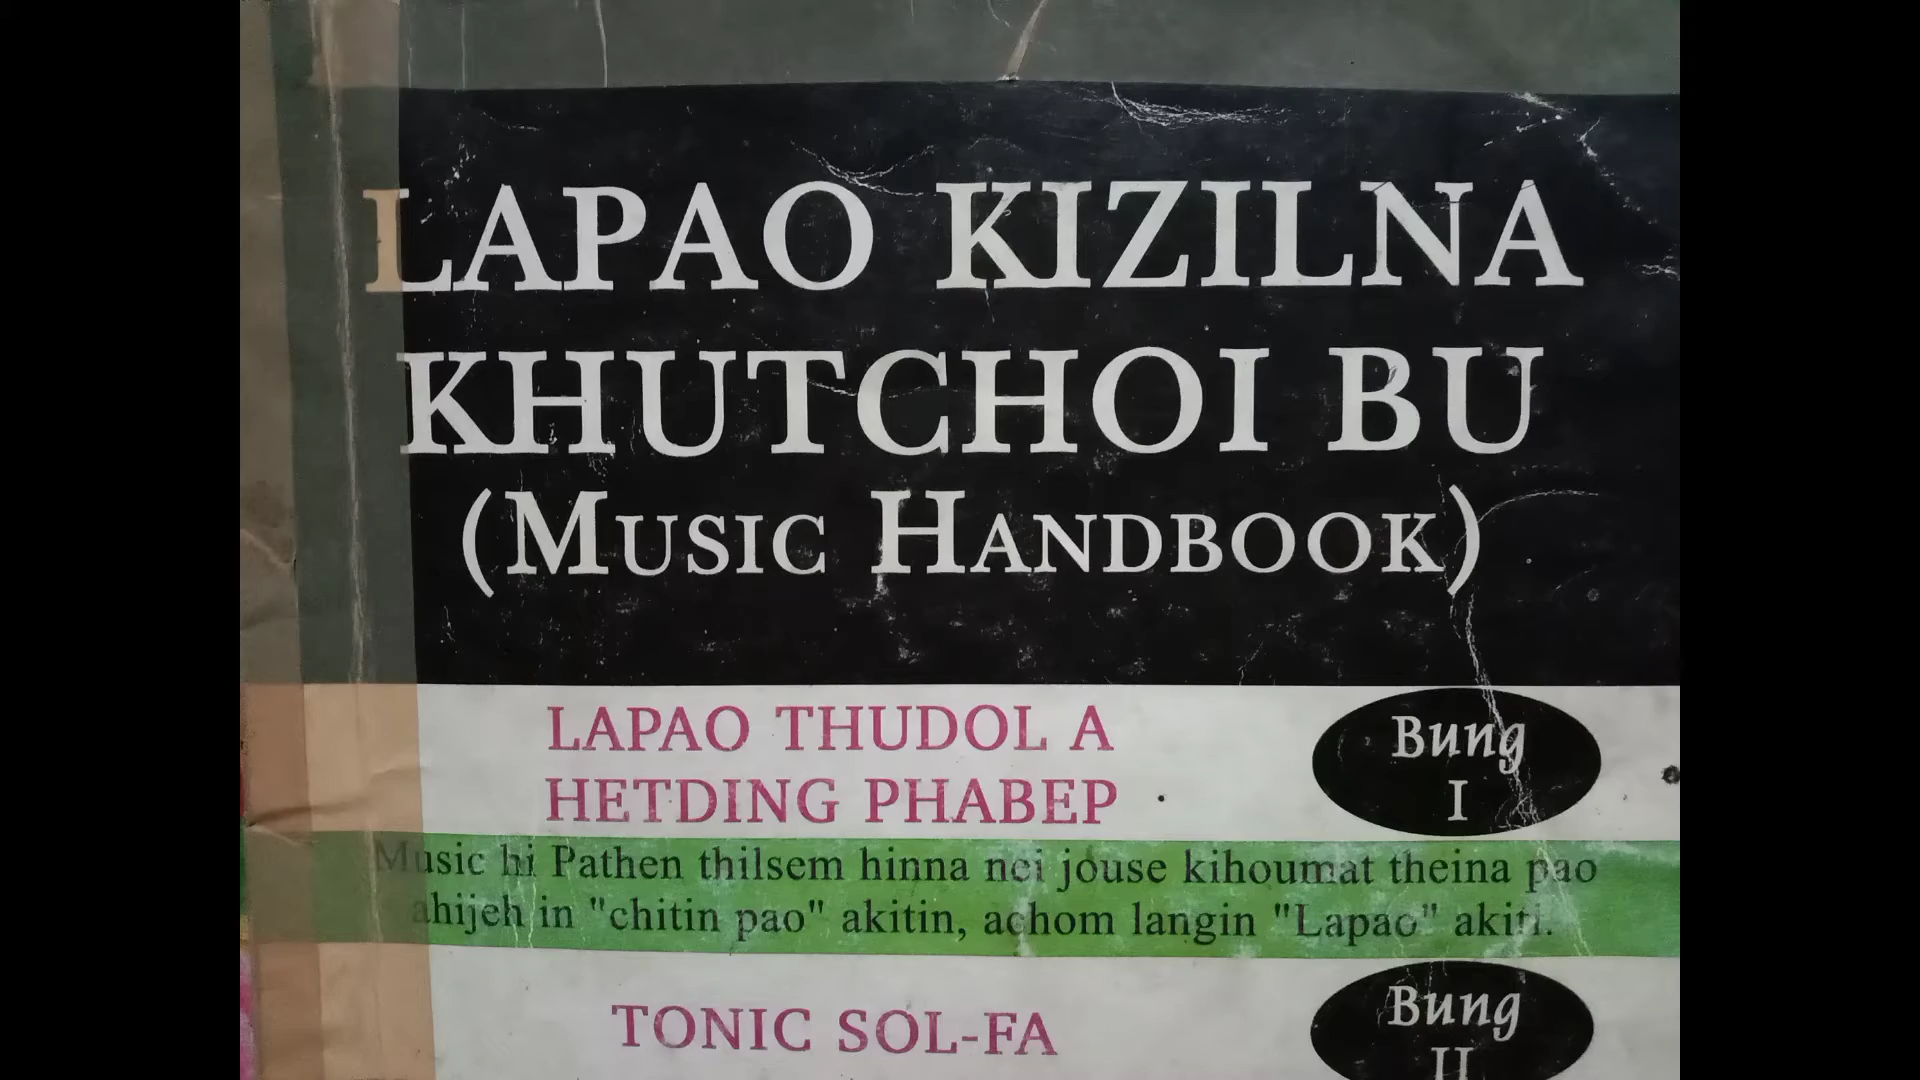 LAPAO KIZILNA
KHUTCHOI BU
(MUSIC HANDBOOK)
LAPAO THUDOL A
HETDING PHABEP
Bung
I
Music hi Pathen thilsem hinna nei jouse kihoumat theina pao
ahijeh in "chitin pao" akitin, achom langin "Lapao" akiti.
TONIC SOL-FA
Bung
II